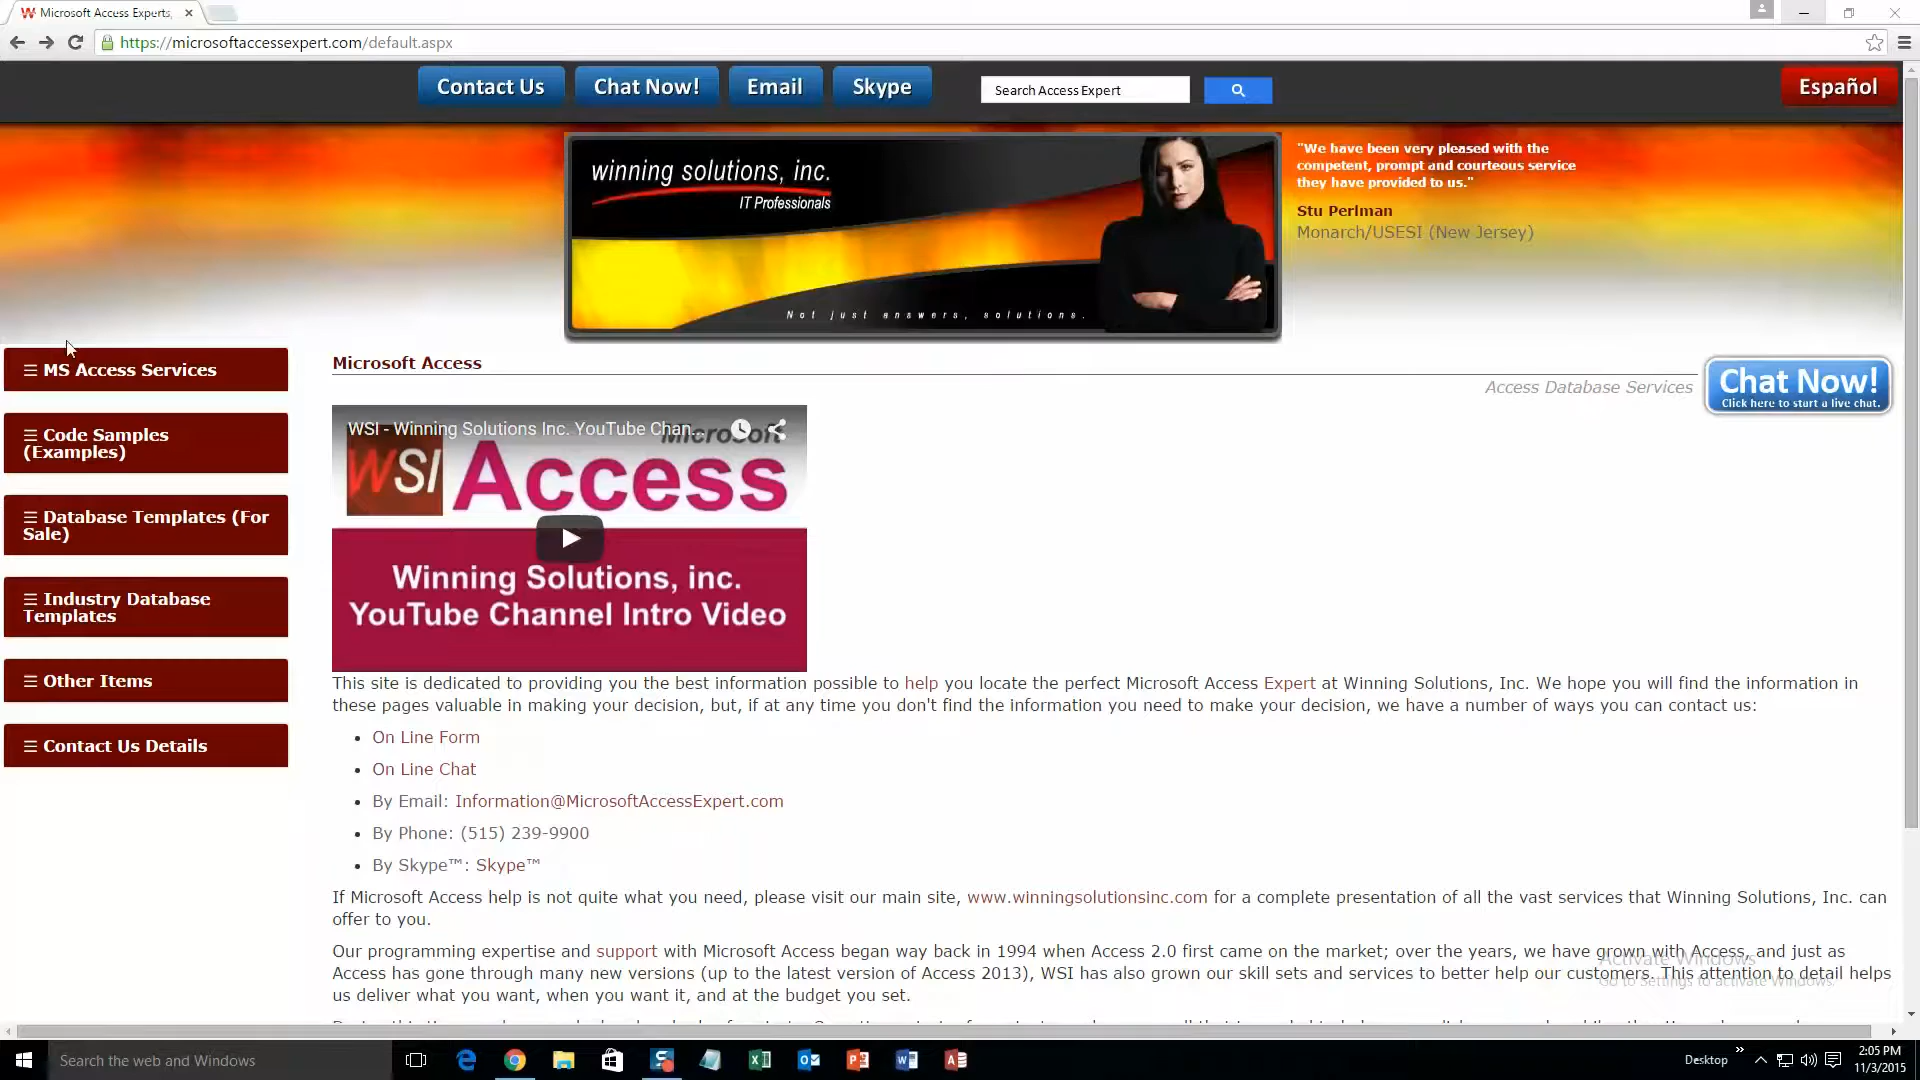 Microsoft Access Experts,
https://microsoftaccessexpert.com/default.aspx
Contact Us
Chat Now!
Email
Skype
Search Access Expert
Español
winning solutions, inc.
IT Professionals
Not just answers, solutions.
"We have been very pleased with the
competent, prompt and courteous service
they have provided to us."
Stu Perlman
Monarch/USESI (New Jersey)
MS Access Services
Code Samples
(Examples)
Database Templates (For
Sale)
Industry Database
Templates
Other Items
Contact Us Details
Microsoft Access
Access Database Services
Chat Now!
Click here to start a live chat.
WSI - Winning Solutions Inc. YouTube Chan...
Microsoft
WSI Access
Winning Solutions, inc.
YouTube Channel Intro Video
This site is dedicated to providing you the best information possible to help you locate the perfect Microsoft Access Expert at Winning Solutions, Inc. We hope you will find the information in
these pages valuable in making your decision, but, if at any time you don't find the information you need to make your decision, we have a number of ways you can contact us:
• On Line Form
• On Line Chat
• By Email: Information@MicrosoftAccessExpert.com
• By Phone: (515) 239-9900
• By Skype™: Skype™
If Microsoft Access help is not quite what you need, please visit our main site, www.winningsolutionsinc.com for a complete presentation of all the vast services that Winning Solutions, Inc. can
offer to you.
Our programming expertise and support with Microsoft Access began way back in 1994 when Access 2.0 first came on the market; over the years, we have grown with Access, and just as
Access has gone through many new versions (up to the latest version of Access 2013), WSI has also grown our skill sets and services to better help our customers. This attention to detail helps
us deliver what you want, when you want it, and at the budget you set.
Activate Windows
Go to Settings to activate Windows.
Search the web and Windows
Desktop
2:05 PM
11/3/2015